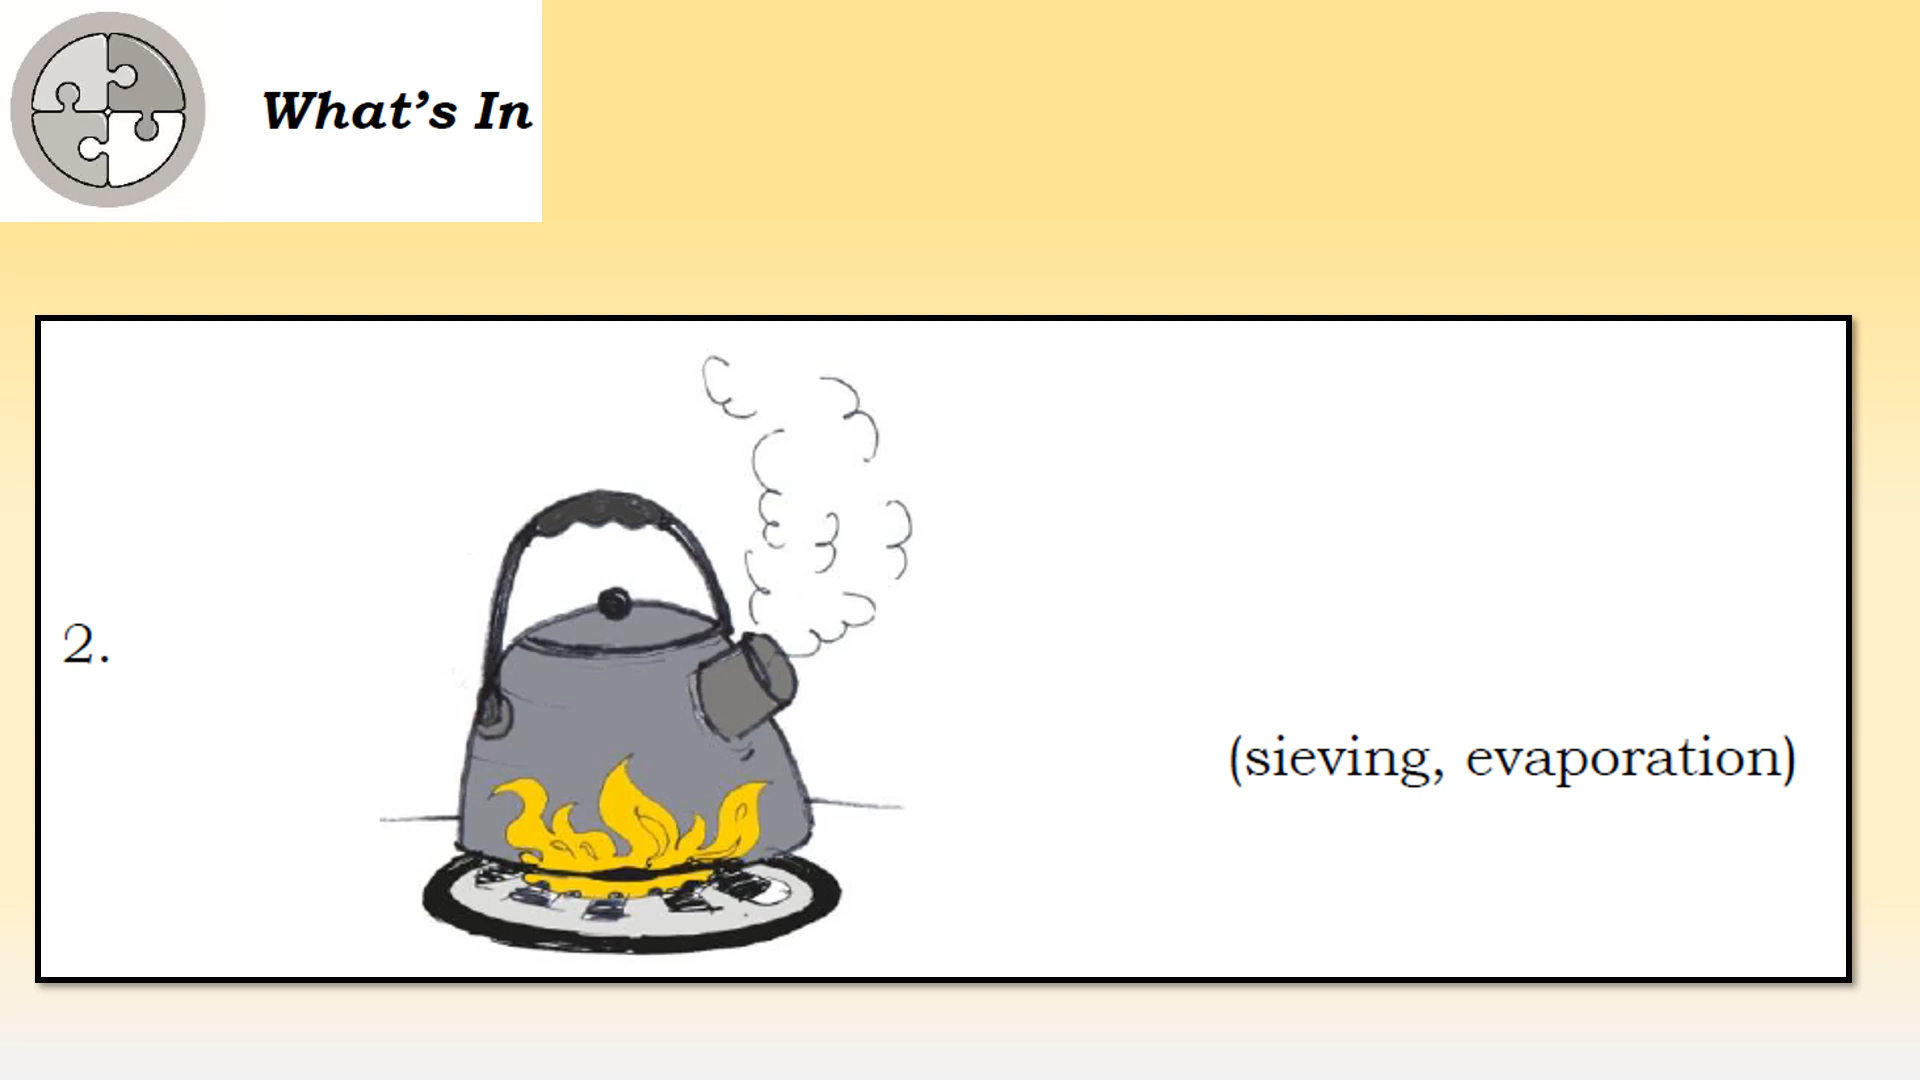 What’s In
2.
(sieving, evaporation)